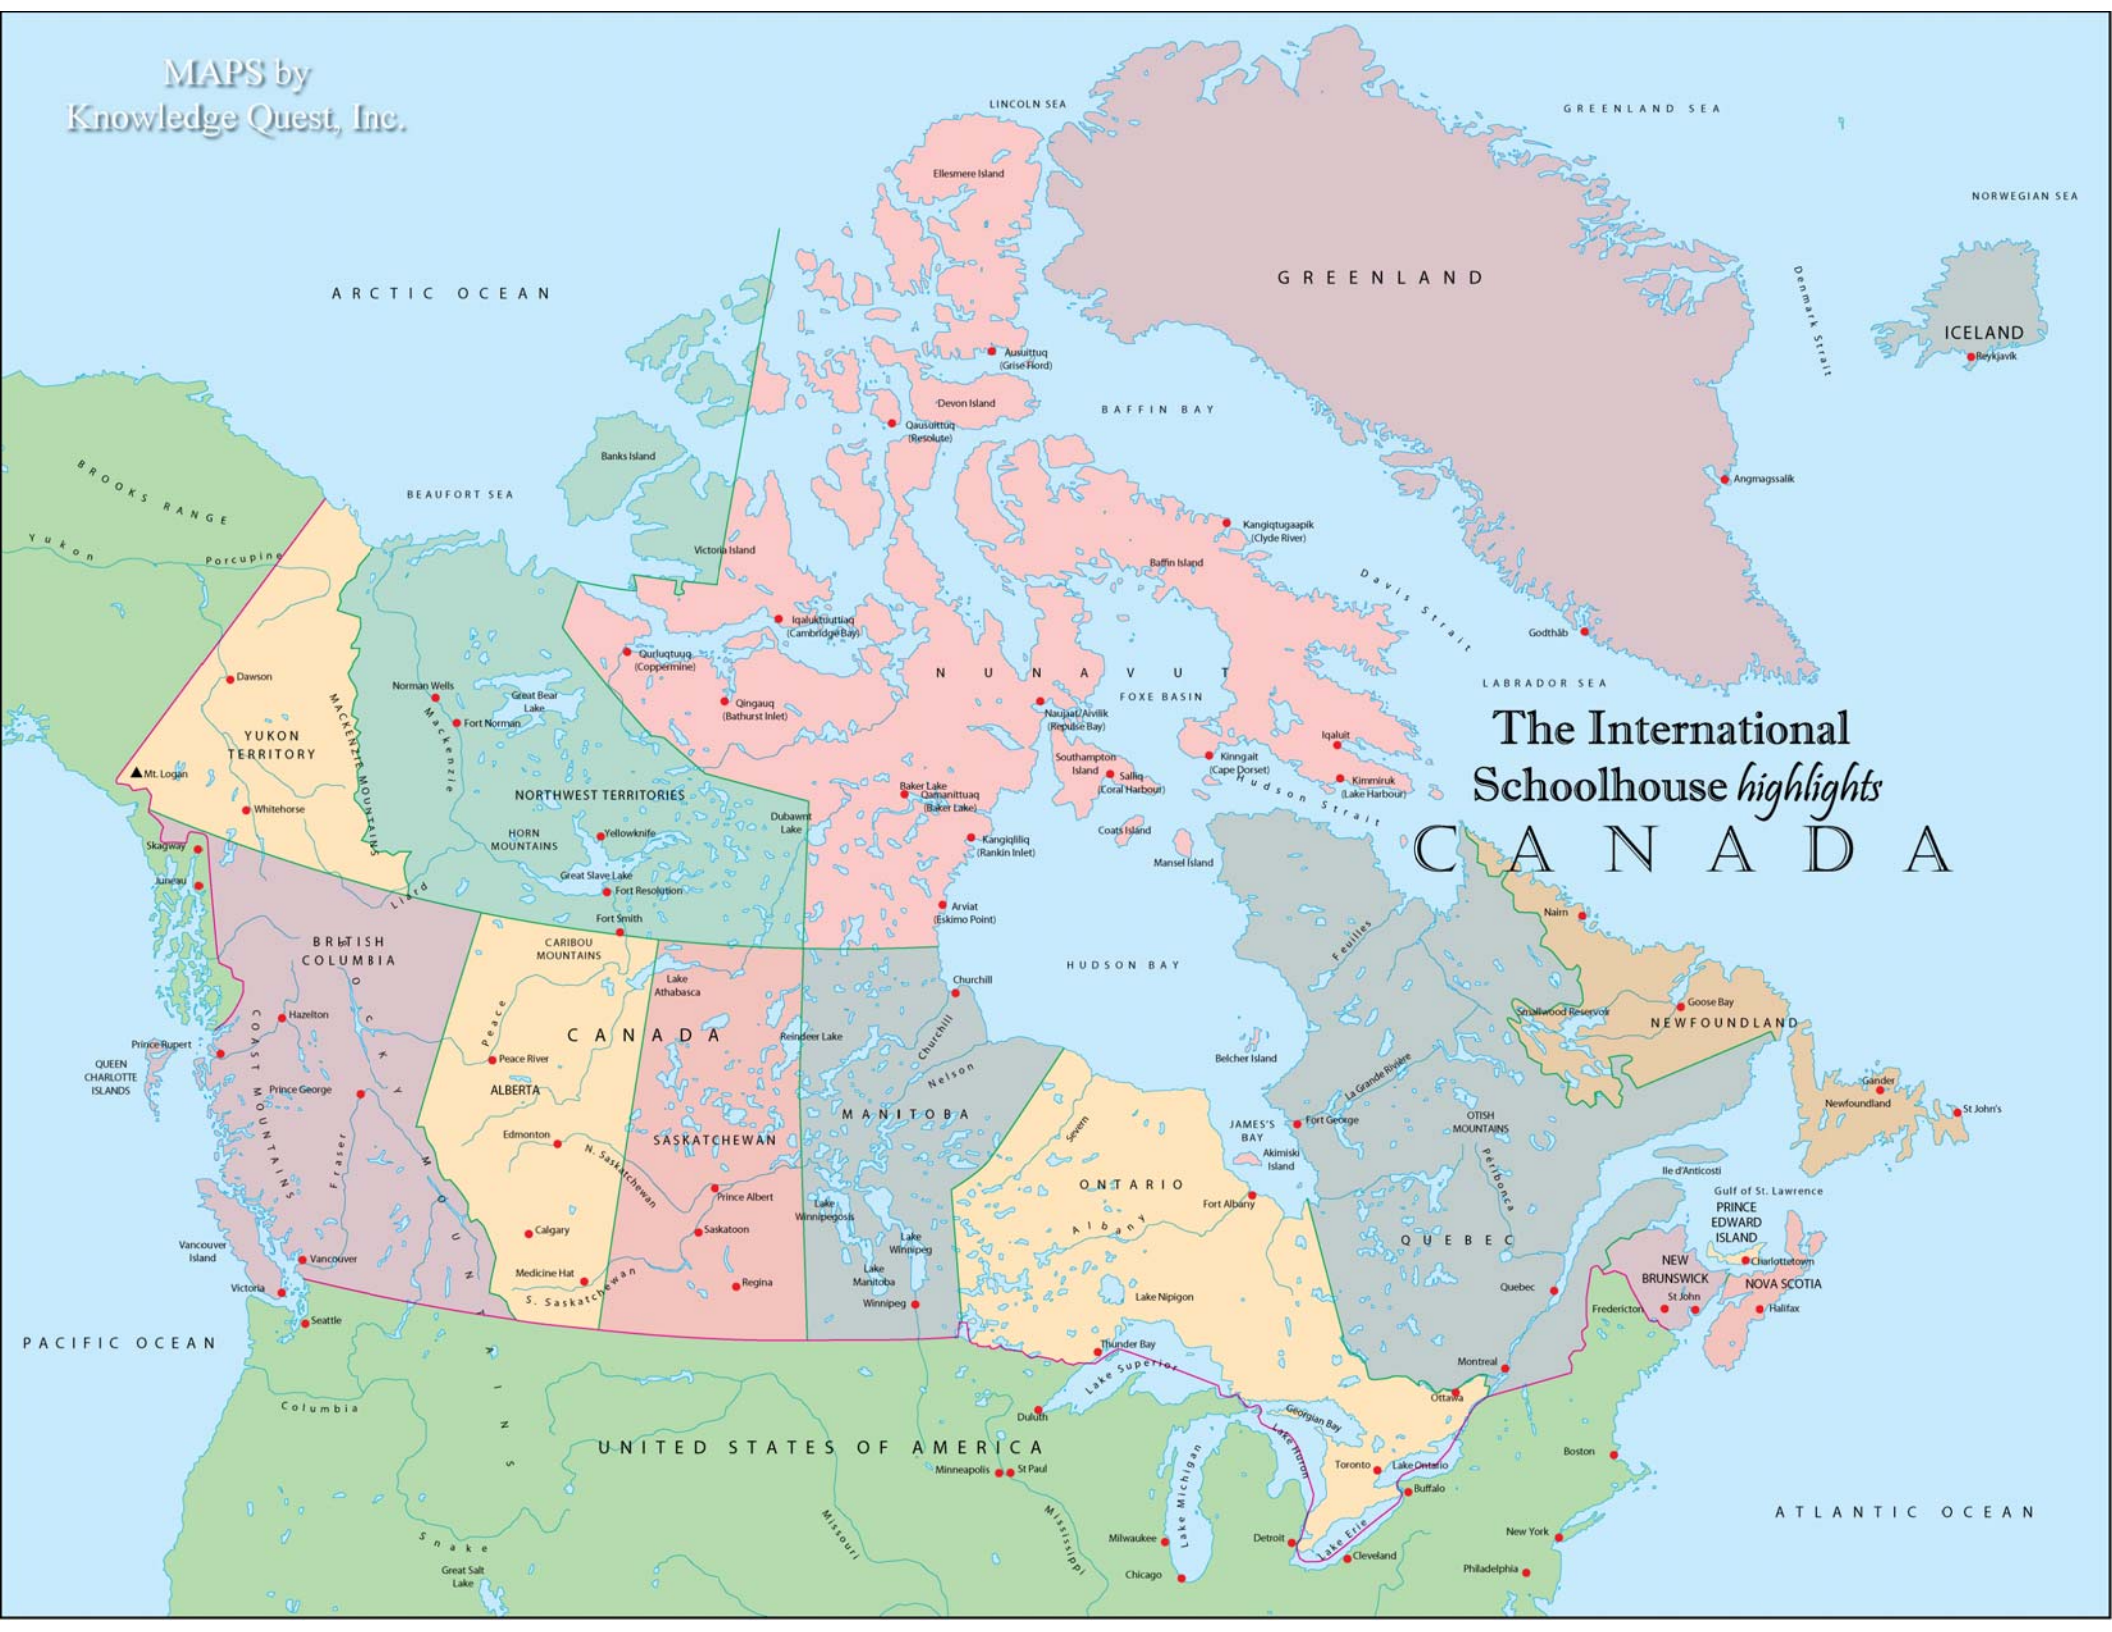 MAPS by
Knowledge Quest, Inc.
LINCOLN SEA
GREENLAND SEA
Ellesmere Island
NORWEGIAN SEA
ARCTIC OCEAN
GREENLAND
Denmark Strait
ICELAND
Reykjavik
Ausuittuq
(Grise Fiord)
Devon Island
BAFFIN BAY
Qausuittuq
(Resolute)
Banks Island
BROOKS RANGE
BEAUFORT SEA
Angmagssalik
Yukon
Porcupine
Kangiqtugaapik
(Clyde River)
Victoria Island
Baffin Island
Davis Strait
Iqaluktuuttiaq
(Cambridge Bay)
Godthåb
Qurluqtuuq
(Coppermine)
Dawson
Norman Wells
Great Bear
Lake
NUNAVUT
FOXE BASIN
LABRADOR SEA
MACKENZIE MOUNTAINS
Mackenzie
Fort Norman
Qingauq
(Bathurst Inlet)
Naujaat/Aivilik
(Repulse Bay)
The International
Schoolhouse highlights
CANADA
YUKON
TERRITORY
Iqaluit
Mt. Logan
Southampton
Island
Salliq
(Coral Harbour)
Kinngait
(Cape Dorset)
Hudson Strait
Kimmiruk
(Lake Harbour)
NORTHWEST TERRITORIES
Baker Lake
Qamanittuaq
(Baker Lake)
Whitehorse
Dubawnt
Lake
HORN
MOUNTAINS
Yellowknife
Coats Island
Kangiqliliq
(Rankin Inlet)
Mansel Island
Skagway
Juneau
Great Slave Lake
Fort Resolution
Liard
Arviat
(Eskimo Point)
Fort Smith
Nairn
Feuilles
BRITISH
COLUMBIA
ROCKY MOUNTAINS
CARIBOU
MOUNTAINS
HUDSON BAY
Lake
Athabasca
Churchill
Goose Bay
Smallwood Reservoir
NEWFOUNDLAND
Hazelton
COAST MOUNTAINS
Peace
CANADA
Reindeer Lake
Churchill
Prince Rupert
QUEEN
CHARLOTTE
ISLANDS
Peace River
Belcher Island
La Grande Rivière
Nelson
Prince George
ALBERTA
Gander
Newfoundland
St John's
MANITOBA
Severn
JAMES'S
BAY
Fort George
OTISH
MOUNTAINS
Fraser
Edmonton
N. Saskatchewan
SASKATCHEWAN
Akimiski
Island
Péribonca
Ile d'Anticosti
ONTARIO
Prince Albert
Fort Albany
Gulf of St. Lawrence
PRINCE
EDWARD
ISLAND
Lake
Winnipegosis
Albany
Calgary
Saskatoon
QUEBEC
Vancouver
Island
Vancouver
Lake
Winnipeg
NEW
BRUNSWICK
Charlottetown
Medicine Hat
S. Saskatchewan
Regina
Lake
Manitoba
NOVA SCOTIA
Victoria
Quebec
Lake Nipigon
Winnipeg
St John
Fredericton
Halifax
Seattle
PACIFIC OCEAN
Thunder Bay
Lake Superior
Montreal
Ottawa
Columbia
Duluth
Georgian Bay
UNITED STATES OF AMERICA
Lake Huron
Boston
Minneapolis
St Paul
Lake Michigan
Toronto
Lake Ontario
Buffalo
ATLANTIC OCEAN
Missouri
Mississippi
Snake
Milwaukee
Detroit
Lake Erie
Cleveland
New York
Great Salt
Lake
Chicago
Philadelphia